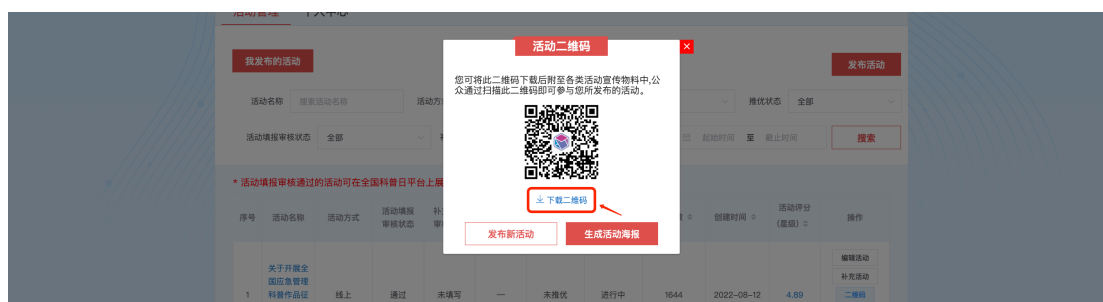 活动管理 个人中心
我发布的活动
发布活动
活动名称 搜索活动名称
活动方
推优状态 全部
活动填报审核状态 全部
起始时间 至 截止时间
搜索
* 活动填报审核通过的活动可在全国科普日平台上展
序号 活动名称 活动方式 活动填报审核状态 创建时间 活动评分(星级) 操作
1 关于开展全国应急管理科普作品征 线上 通过 未填写 — 未推优 进行中 1644 2022-08-12 4.89
编辑活动
补充活动
二维码
活动二维码
×
您可将此二维码下载后附至各类活动宣传物料中,公
众通过扫描此二维码即可参与您所发布的活动。
下载二维码
发布新活动
生成活动海报